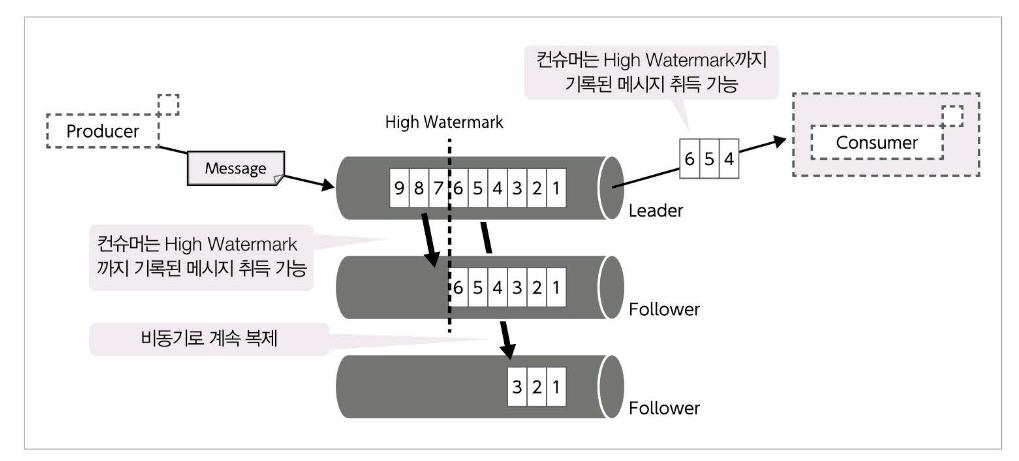 컨슈머는 High Watermark까지
기록된 메시지 취득 가능
Producer
High Watermark
Consumer
Message
6 5 4
9 8 7 6 5 4 3 2 1
Leader
컨슈머는 High Watermark
까지 기록된 메시지 취득 가능
6 5 4 3 2 1
Follower
비동기로 계속 복제
3 2 1
Follower